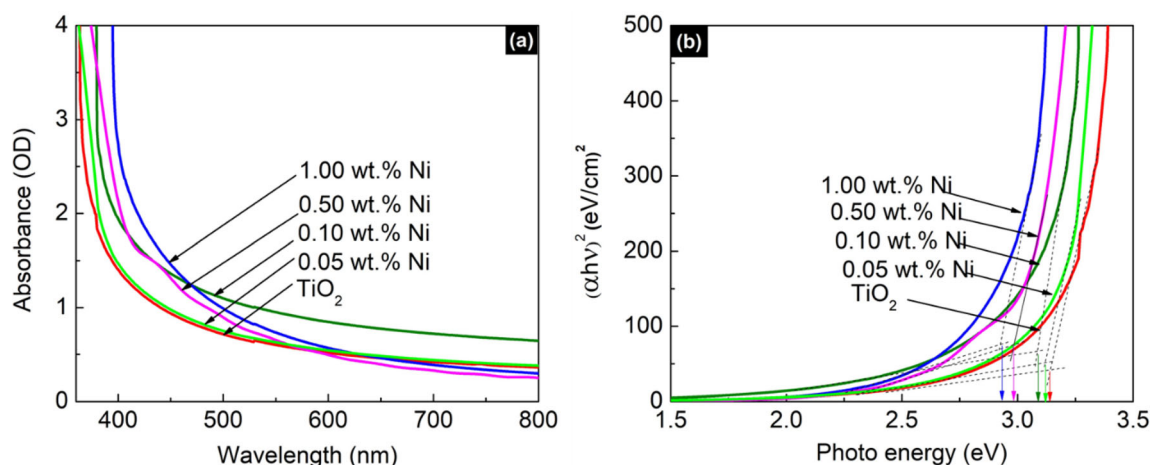 (a)
4
3
2
1
0
400
500
600
700
800
Absorbance (OD)
Wavelength (nm)
1.00 wt.% Ni
0.50 wt.% Ni
0.10 wt.% Ni
0.05 wt.% Ni
TiO₂
(b)
500
400
300
200
100
0
1.5
2.0
2.5
3.0
3.5
(αhν)² (eV/cm)²
Photo energy (eV)
1.00 wt.% Ni
0.50 wt.% Ni
0.10 wt.% Ni
0.05 wt.% Ni
TiO₂